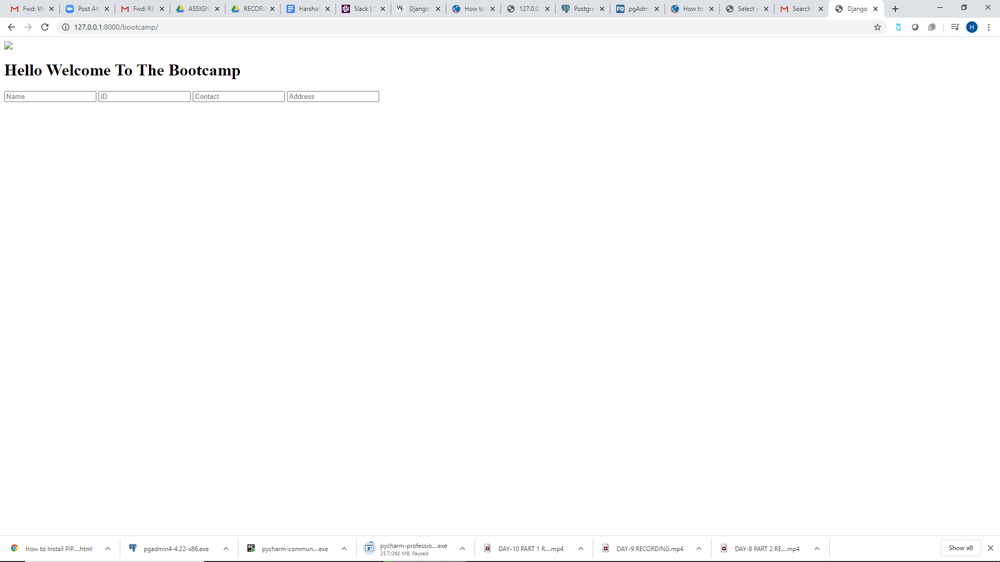 Fwd: We
Post Att
Fwd: RE
ASSIGN
RECORD
Harshal
Slack | *
Django
How to
127.0.0.
Postgre
pgAdm
How to
Select u
Search
Django
127.0.0.1:8000/bootcamp/
H
Hello Welcome To The Bootcamp
Name ID Contact Address
How to Install PIP....html
pgadmin4-4.22-x86.exe
pycharm-commun....exe
pycharm-professio....exe
35.7/362 MB, Paused
DAY-10 PART 1 R....mp4
DAY-9 RECORDING.mp4
DAY-8 PART 2 RE....mp4
Show all